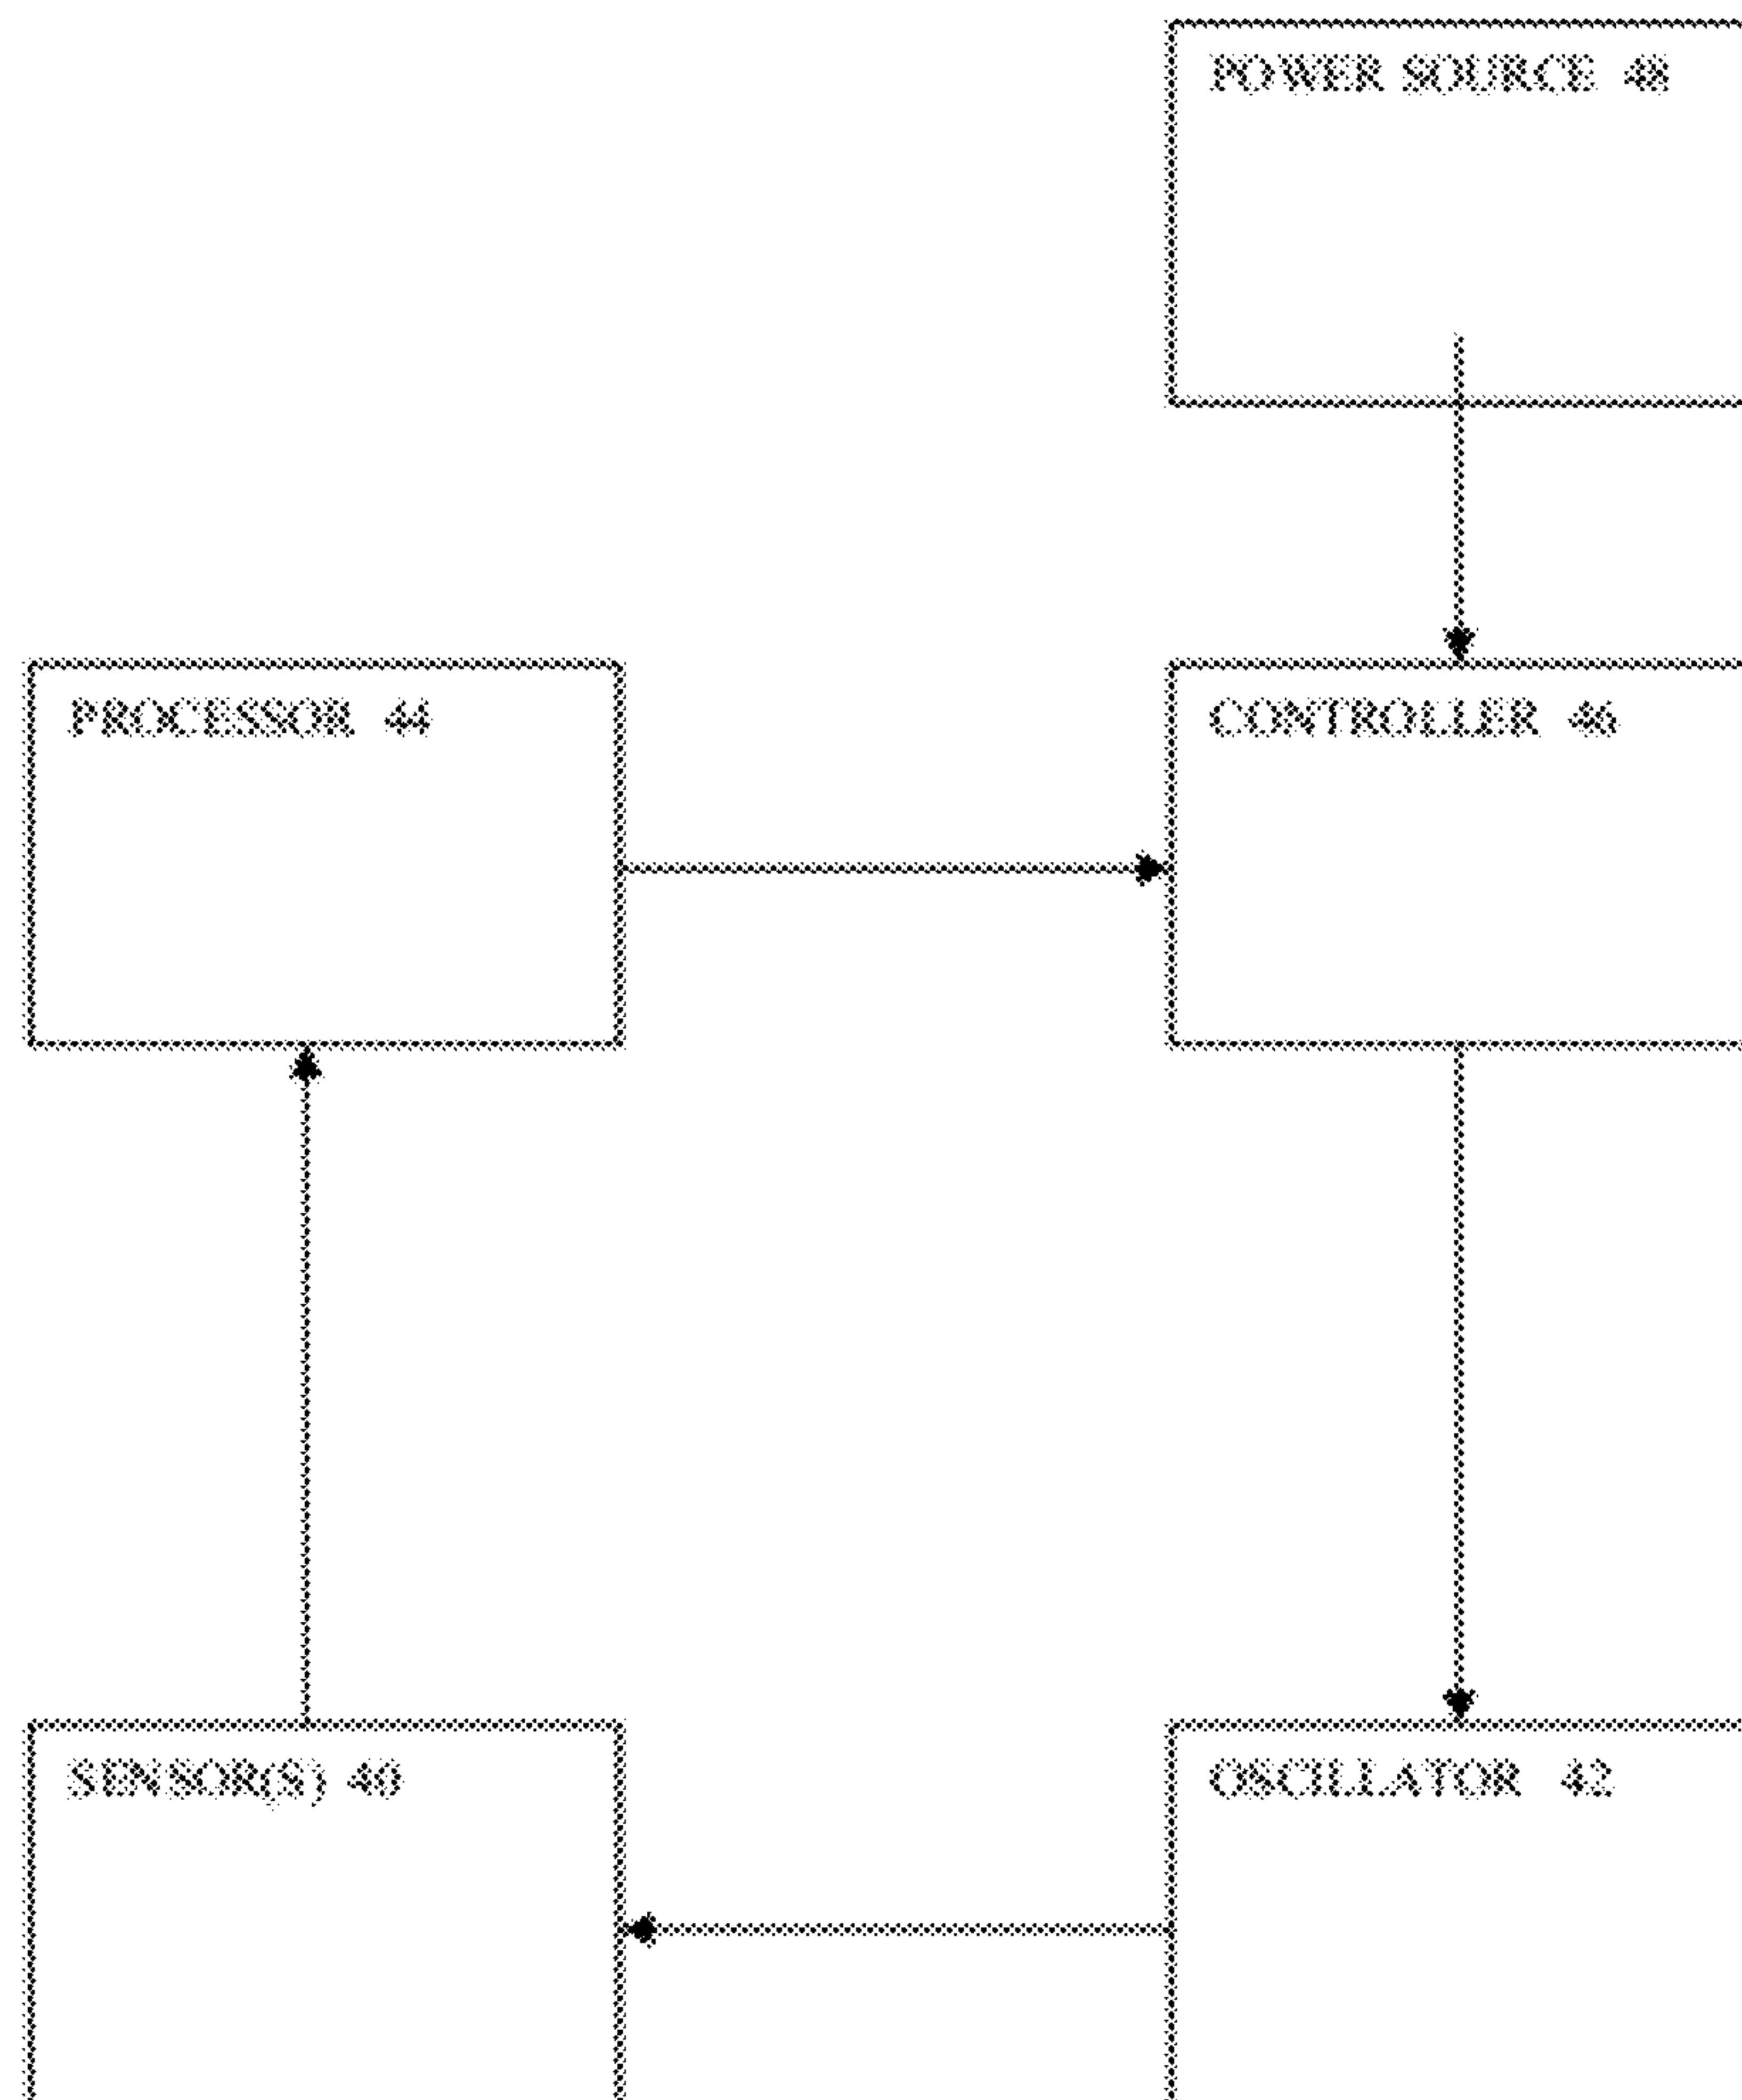 POWER SOURCE 48
PROCESSOR 44
CONTROLLER 46
SENSOR(S) 40
OSCILLATOR 42